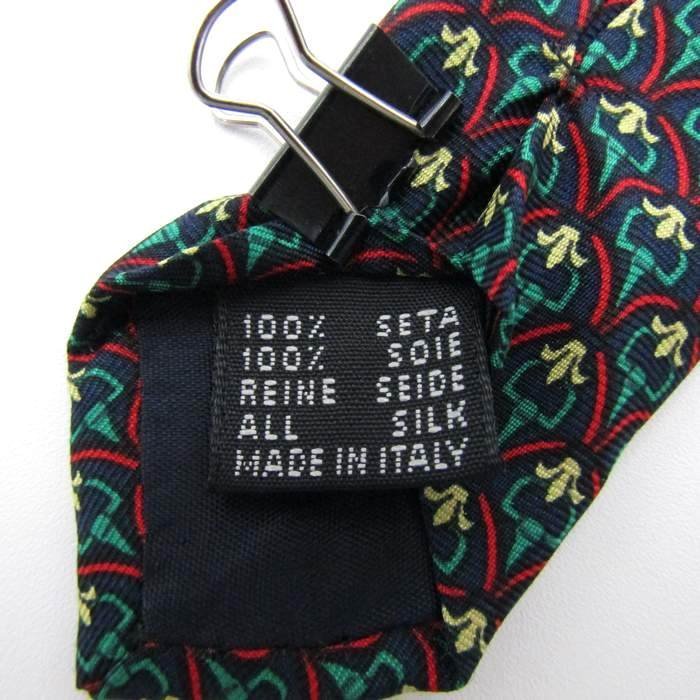 100% SETA
100% SOIE
REINE SEIDE
ALL SILK
MADE IN ITALY